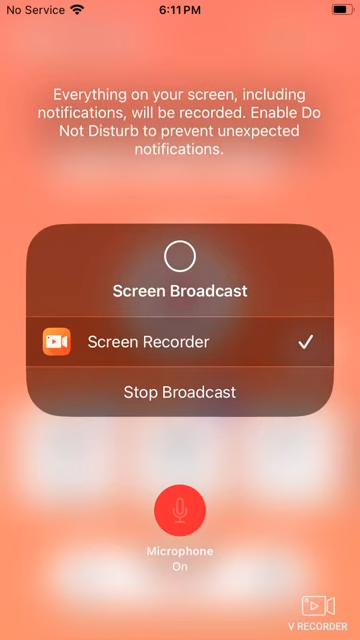 No Service 6:11 PM
Everything on your screen, including
notifications, will be recorded. Enable Do
Not Disturb to prevent unexpected
notifications.
Screen Broadcast
Screen Recorder
Stop Broadcast
Microphone
On
V RECORDER